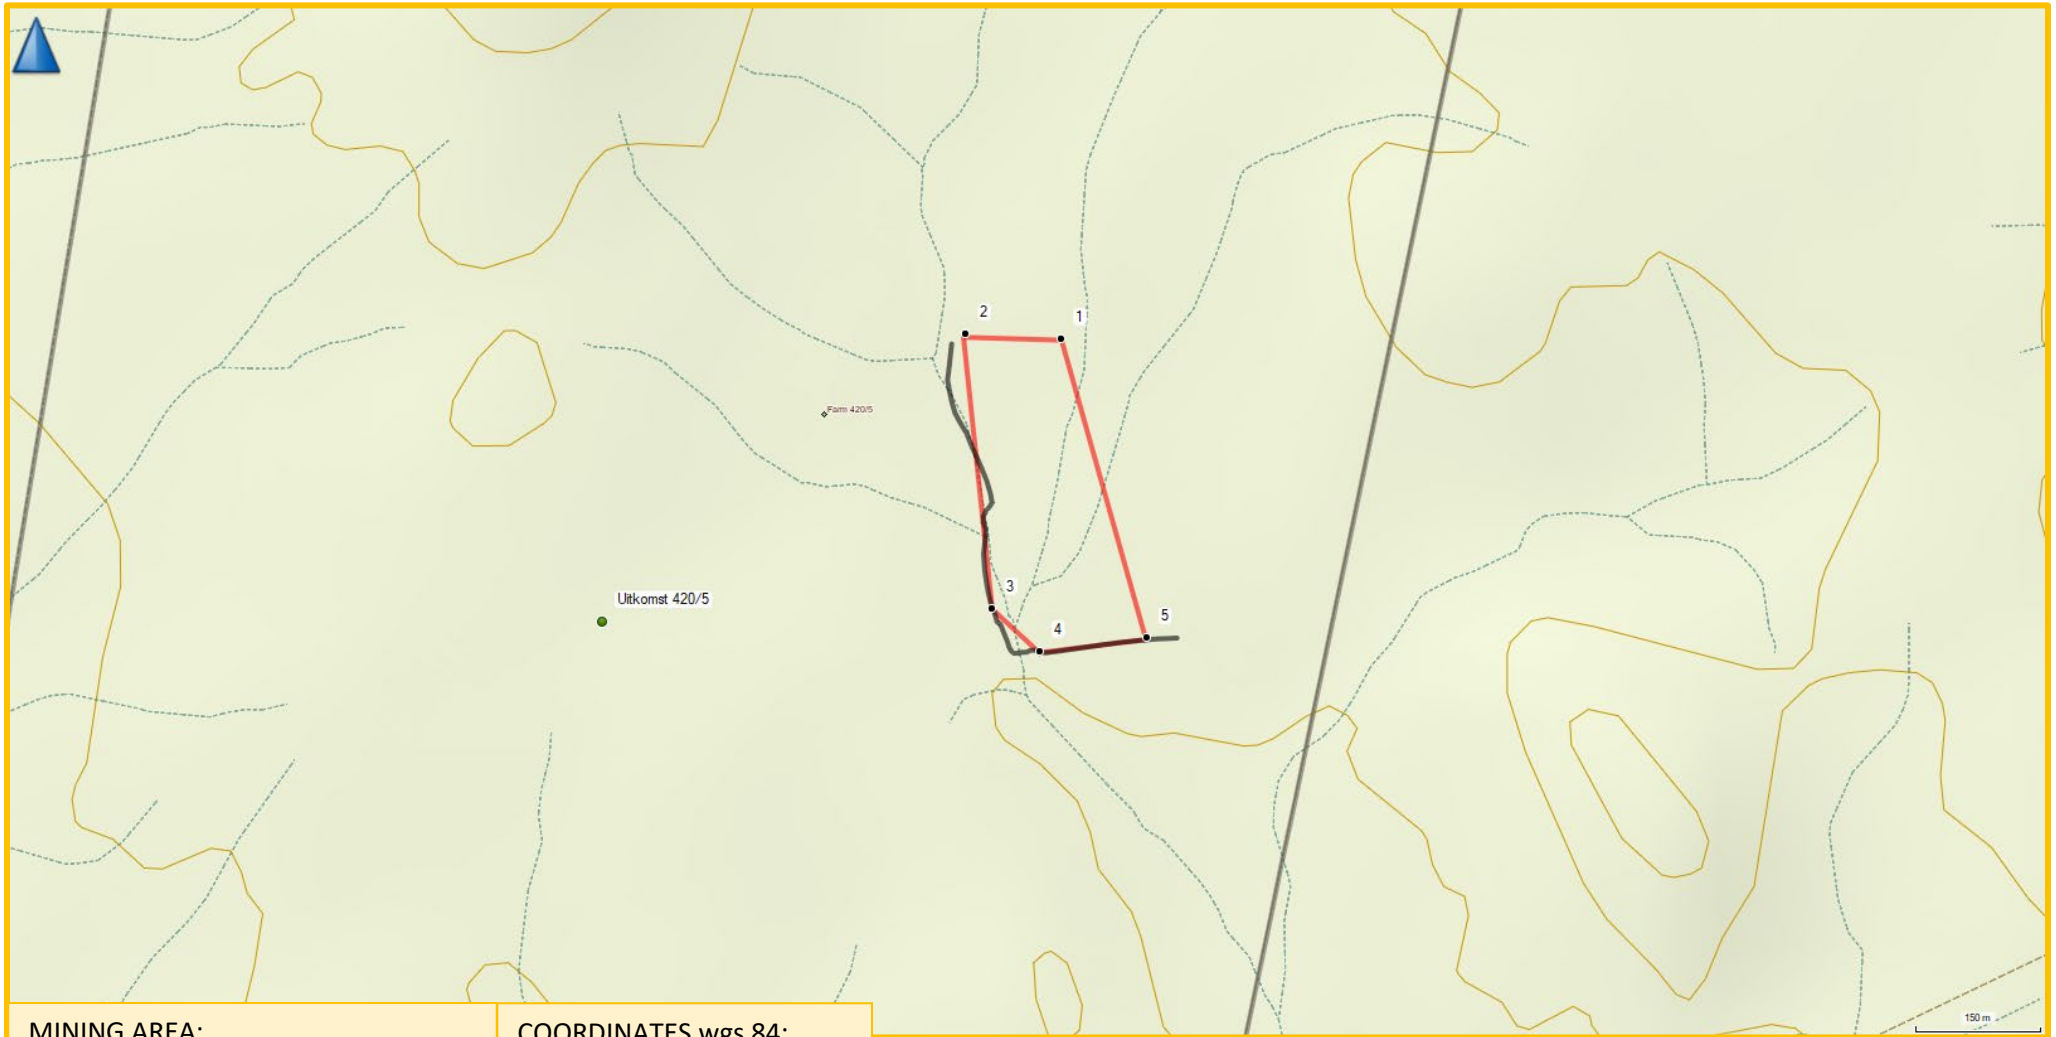 2
1
Farm 420/5
3
Uitkomst 420/5
5
4
MINING AREA:
COORDINATES wgs 84:
150 m